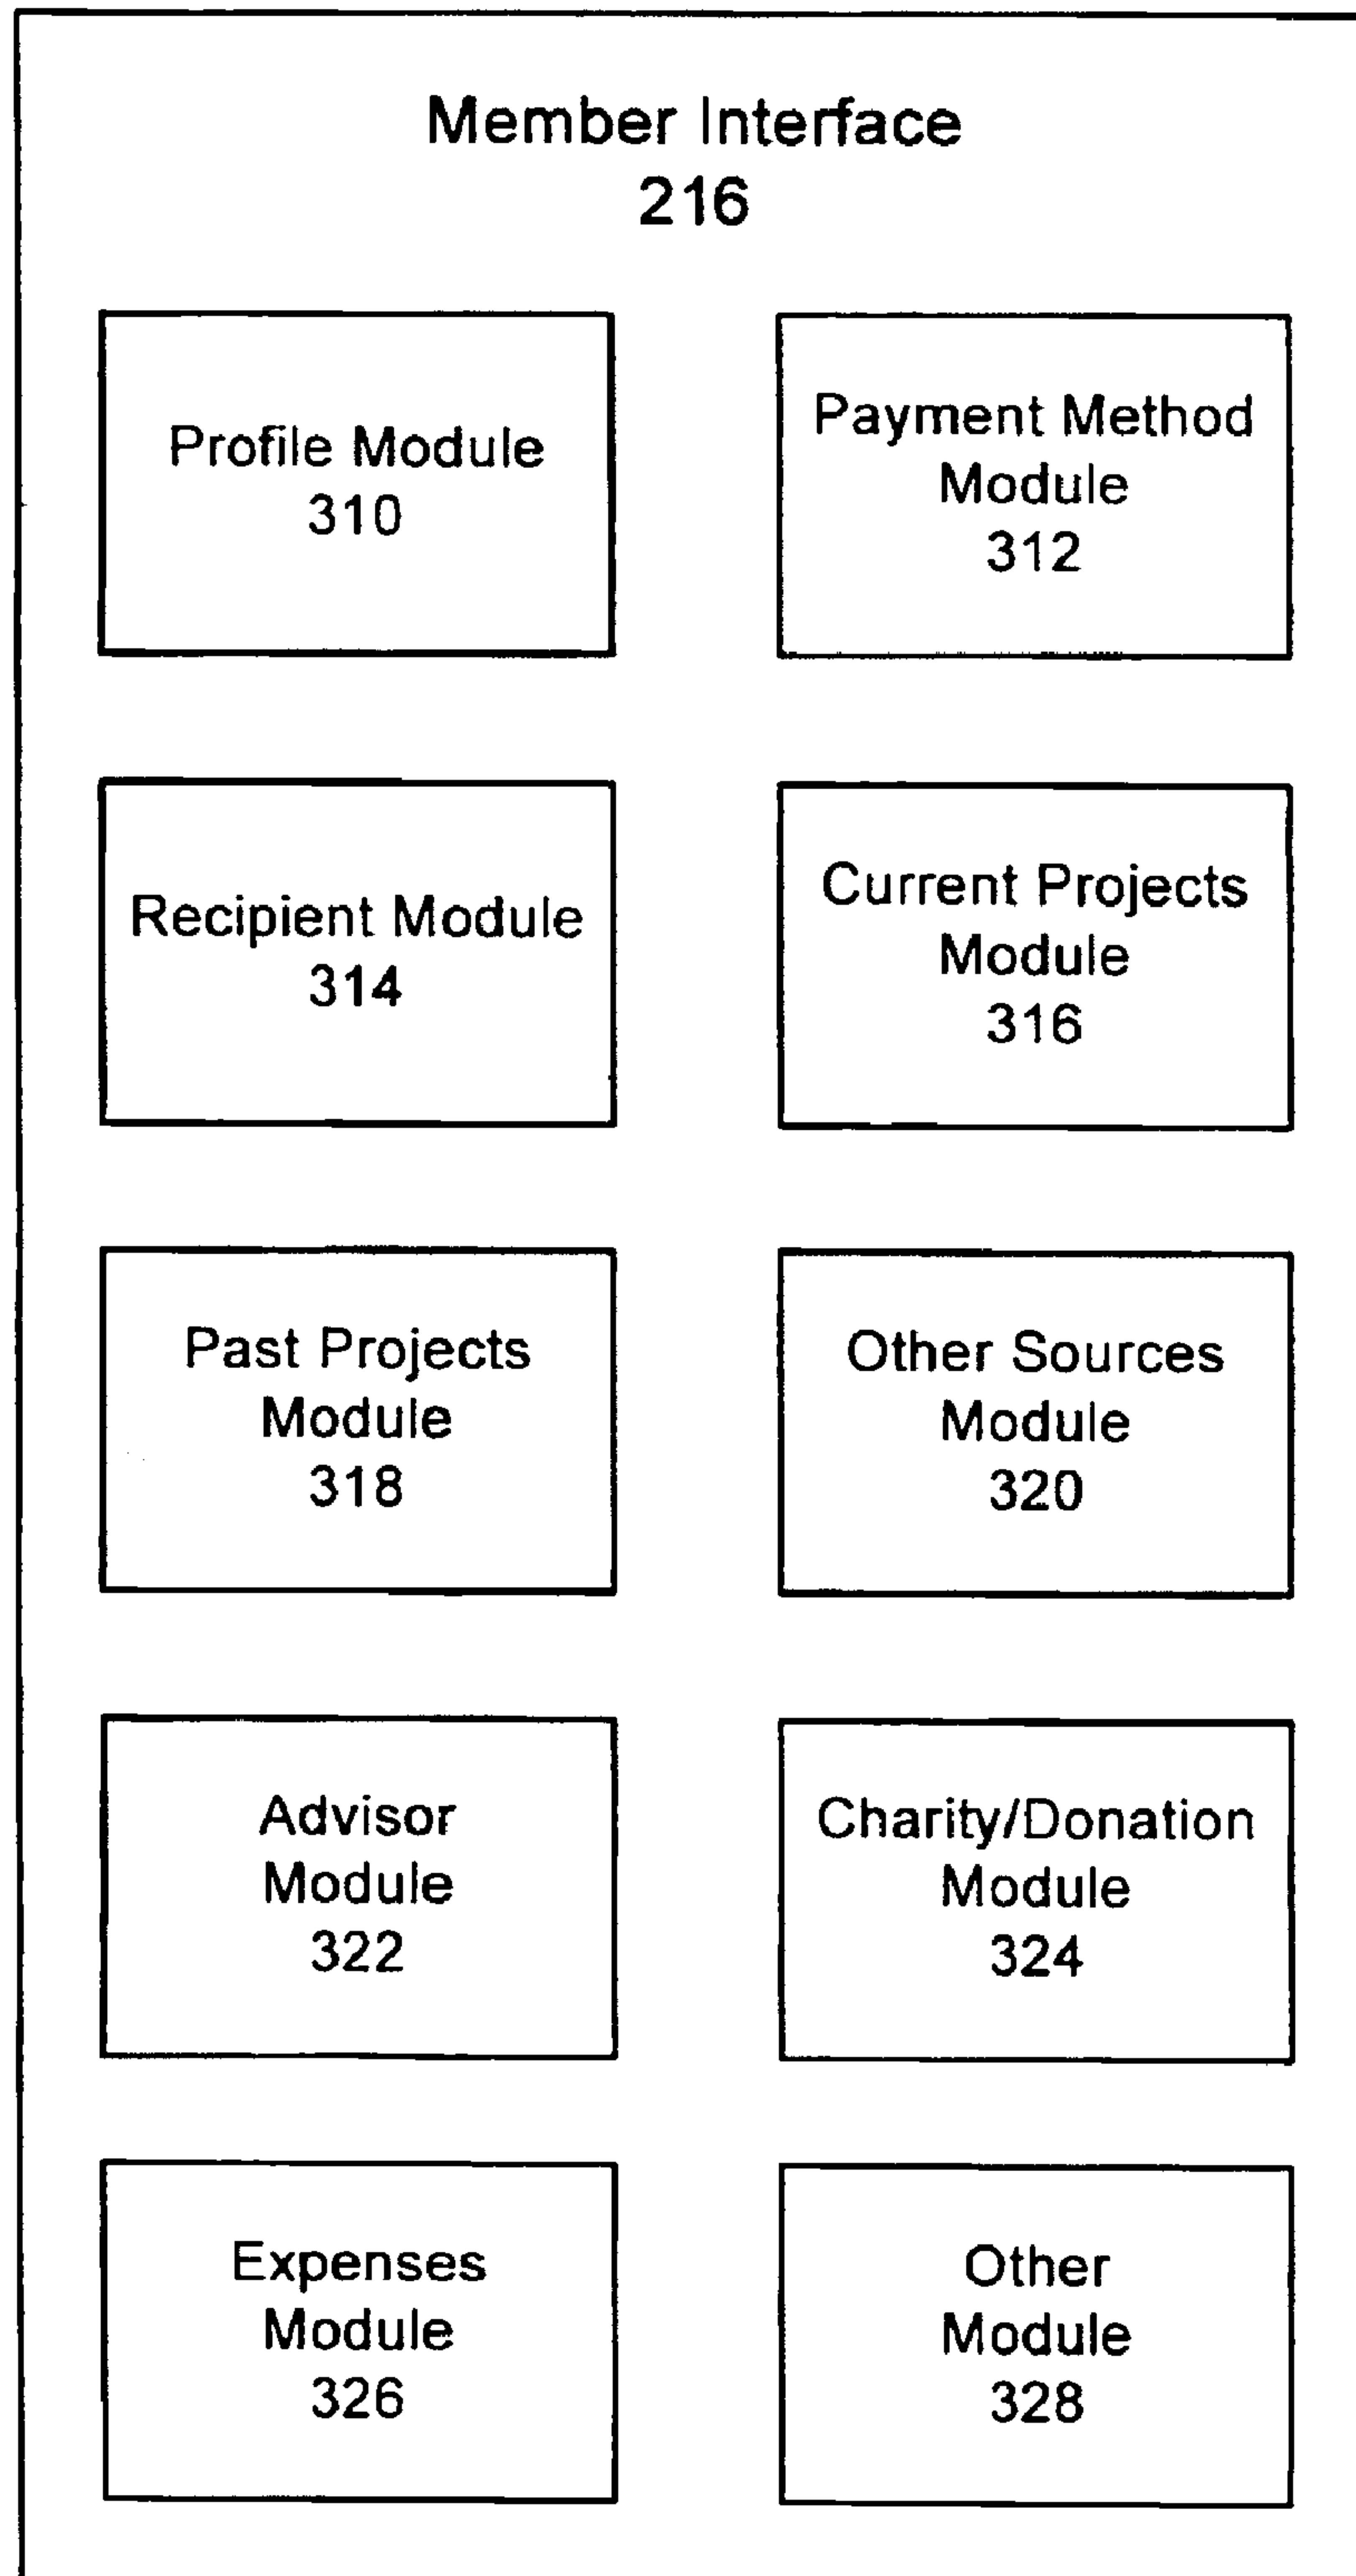 Member Interface
216
Profile Module
310
Payment Method
Module
312
Recipient Module
314
Current Projects
Module
316
Past Projects
Module
318
Other Sources
Module
320
Advisor
Module
322
Charity/Donation
Module
324
Expenses
Module
326
Other
Module
328